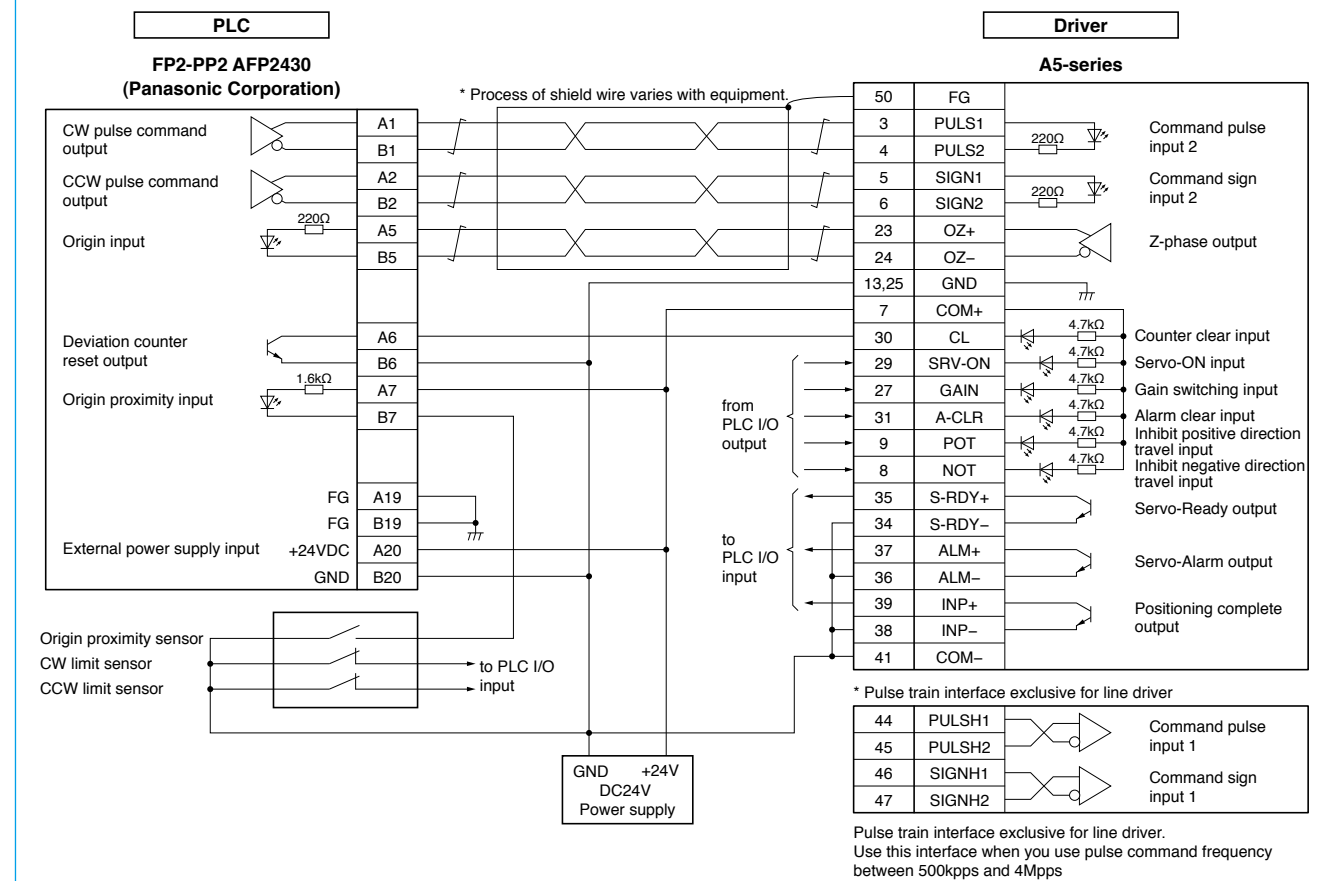 PLC
Driver
FP2-PP2 AFP2430
(Panasonic Corporation)
A5-series
* Process of shield wire varies with equipment.
CW pulse command
output
CCW pulse command
output
Origin input
220Ω
Deviation counter
reset output
Origin proximity input
1.6kΩ
FG
FG
External power supply input
+24VDC
GND
A1
B1
A2
B2
A5
B5
A6
B6
A7
B7
A19
B19
A20
B20
from
PLC I/O
output
to
PLC I/O
input
50 FG
3 PULS1
4 PULS2
5 SIGN1
6 SIGN2
23 OZ+
24 OZ−
13,25 GND
7 COM+
30 CL
29 SRV-ON
27 GAIN
31 A-CLR
9 POT
8 NOT
35 S-RDY+
34 S-RDY−
37 ALM+
36 ALM−
39 INP+
38 INP−
41 COM−
220Ω
Command pulse
input 2
220Ω
Command sign
input 2
Z-phase output
4.7kΩ
Counter clear input
4.7kΩ
Servo-ON input
4.7kΩ
Gain switching input
4.7kΩ
Alarm clear input
4.7kΩ
Inhibit positive direction
travel input
4.7kΩ
Inhibit negative direction
travel input
Servo-Ready output
Servo-Alarm output
Positioning complete
output
Origin proximity sensor
CW limit sensor
CCW limit sensor
to PLC I/O
input
GND +24V
DC24V
Power supply
* Pulse train interface exclusive for line driver
44 PULSH1
45 PULSH2
46 SIGNH1
47 SIGNH2
Command pulse
input 1
Command sign
input 1
Pulse train interface exclusive for line driver.
Use this interface when you use pulse command frequency
between 500kpps and 4Mpps